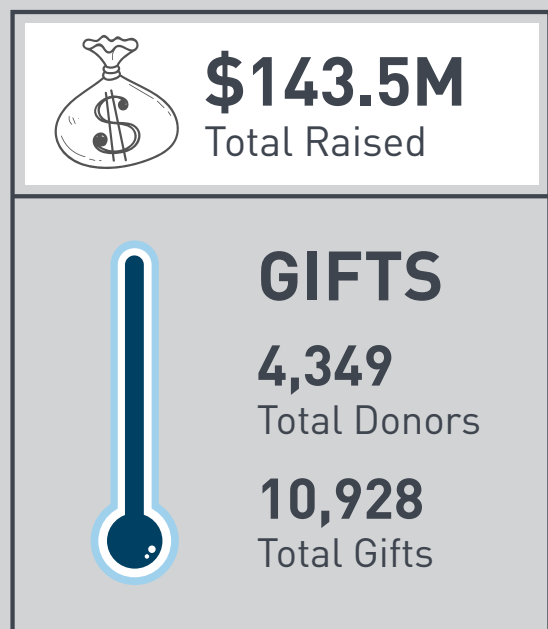 $143.5M
Total Raised
GIFTS
4,349
Total Donors
10,928
Total Gifts